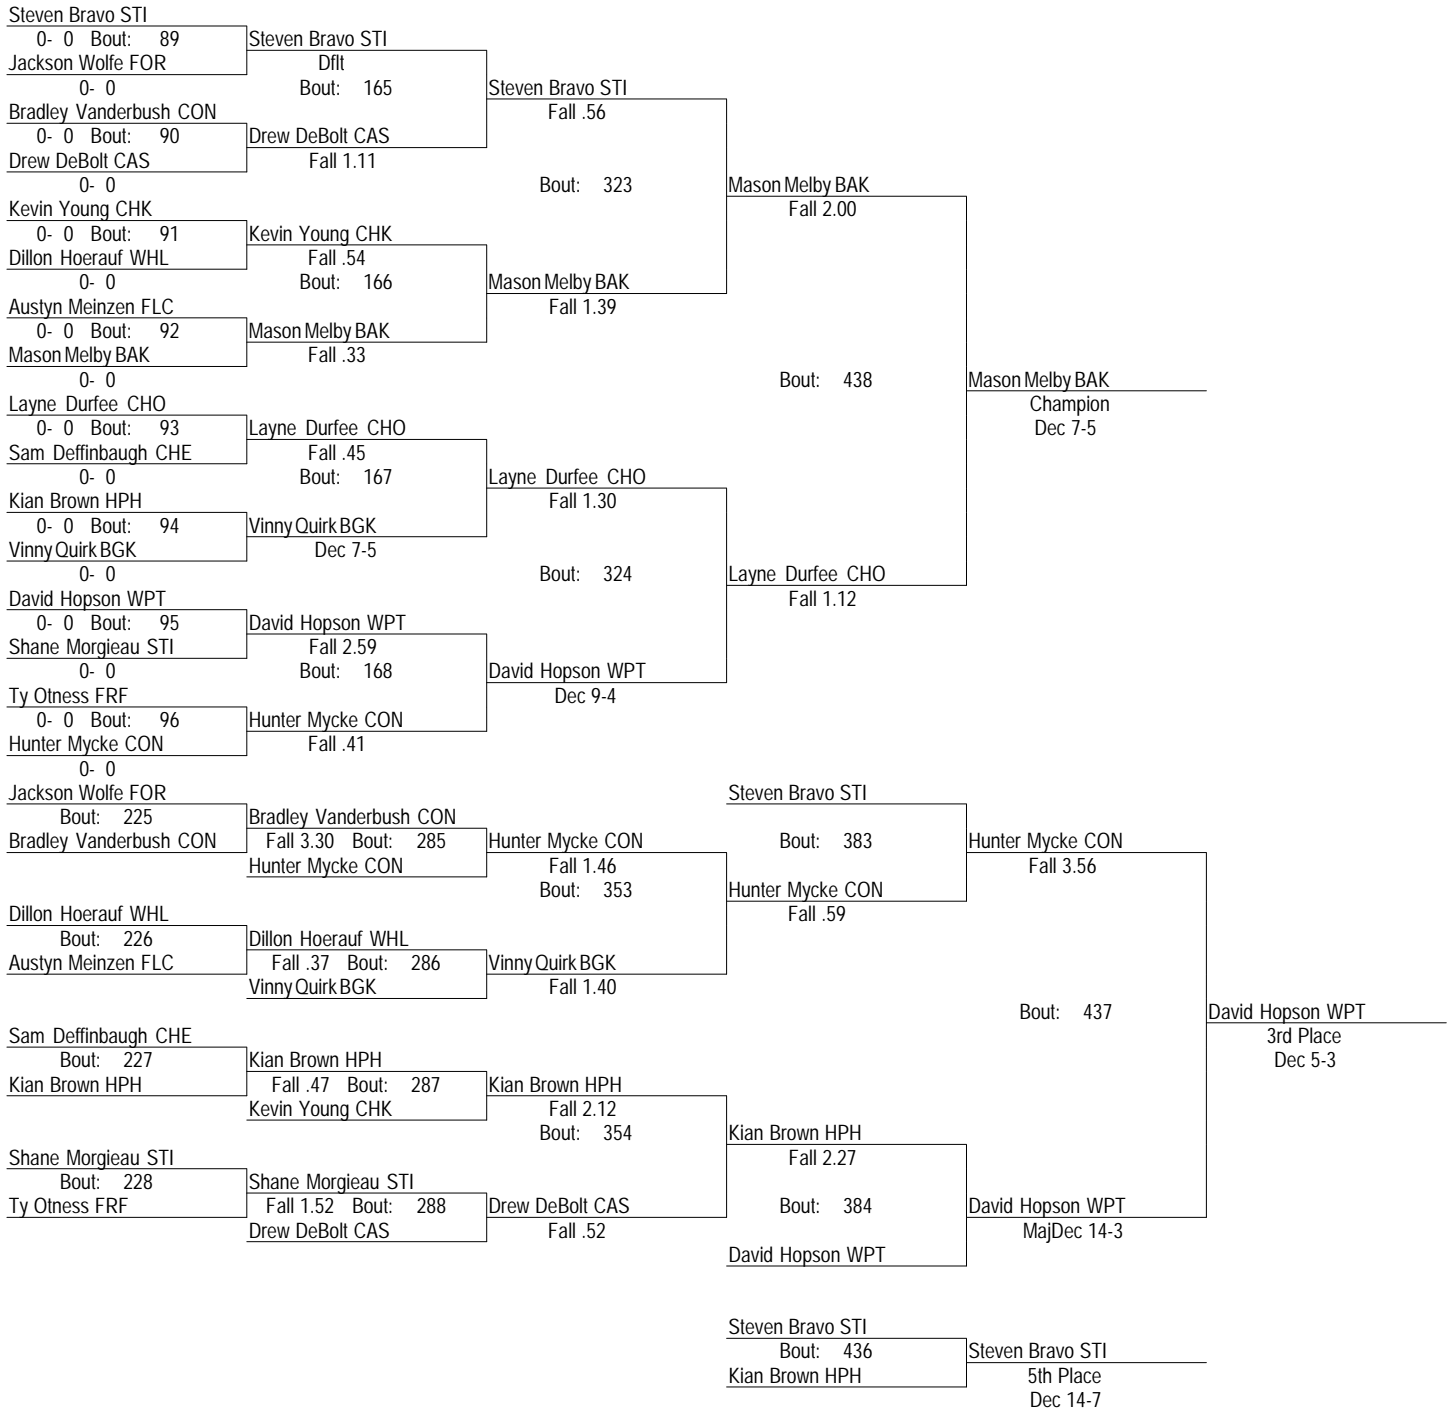 Steven Bravo STI
0- 0 Bout: 89 Steven Bravo STI
Jackson Wolfe FOR Dflt
0- 0 Bout: 165 Steven Bravo STI
Bradley Vanderbush CON Fall .56
0- 0 Bout: 90 Drew DeBolt CAS
Drew DeBolt CAS Fall 1.11
0- 0 Bout: 323 Mason Melby BAK
Kevin Young CHK Fall 2.00
0- 0 Bout: 91 Kevin Young CHK
Dillon Hoerauf WHL Fall .54
0- 0 Bout: 166 Mason Melby BAK
Austyn Meinzen FLC Fall 1.39
0- 0 Bout: 92 Mason Melby BAK
Mason Melby BAK Fall .33
0- 0 Bout: 438 Mason Melby BAK
Layne Durfee CHO Champion
0- 0 Bout: 93 Layne Durfee CHO Dec 7-5
Sam Deffinbaugh CHE Fall .45
0- 0 Bout: 167 Layne Durfee CHO
Kian Brown HPH Fall 1.30
0- 0 Bout: 94 Vinny Quirk BGK
Vinny Quirk BGK Dec 7-5
0- 0 Bout: 324 Layne Durfee CHO
David Hopson WPT Fall 1.12
0- 0 Bout: 95 David Hopson WPT
Shane Morgieau STI Fall 2.59
0- 0 Bout: 168 David Hopson WPT
Ty Otness FRF Dec 9-4
0- 0 Bout: 96 Hunter Mycke CON
Hunter Mycke CON Fall .41
0- 0
Jackson Wolfe FOR Steven Bravo STI
Bout: 225 Bradley Vanderbush CON
Bradley Vanderbush CON Fall 3.30 Bout: 285 Hunter Mycke CON Bout: 383 Hunter Mycke CON
Hunter Mycke CON Fall 1.46 Fall 3.56
Bout: 353 Hunter Mycke CON
Dillon Hoerauf WHL Fall .59
Bout: 226 Dillon Hoerauf WHL
Austyn Meinzen FLC Fall .37 Bout: 286 Vinny Quirk BGK
Vinny Quirk BGK Fall 1.40
Bout: 437 David Hopson WPT
Sam Deffinbaugh CHE 3rd Place
Bout: 227 Kian Brown HPH Dec 5-3
Kian Brown HPH Fall .47 Bout: 287 Kian Brown HPH
Kevin Young CHK Fall 2.12
Bout: 354 Kian Brown HPH
Shane Morgieau STI Fall 2.27
Bout: 228 Shane Morgieau STI
Ty Otness FRF Fall 1.52 Bout: 288 Drew DeBolt CAS Bout: 384 David Hopson WPT
Drew DeBolt CAS Fall .52 MajDec 14-3
David Hopson WPT
Steven Bravo STI
Bout: 436 Steven Bravo STI
Kian Brown HPH 5th Place
Dec 14-7